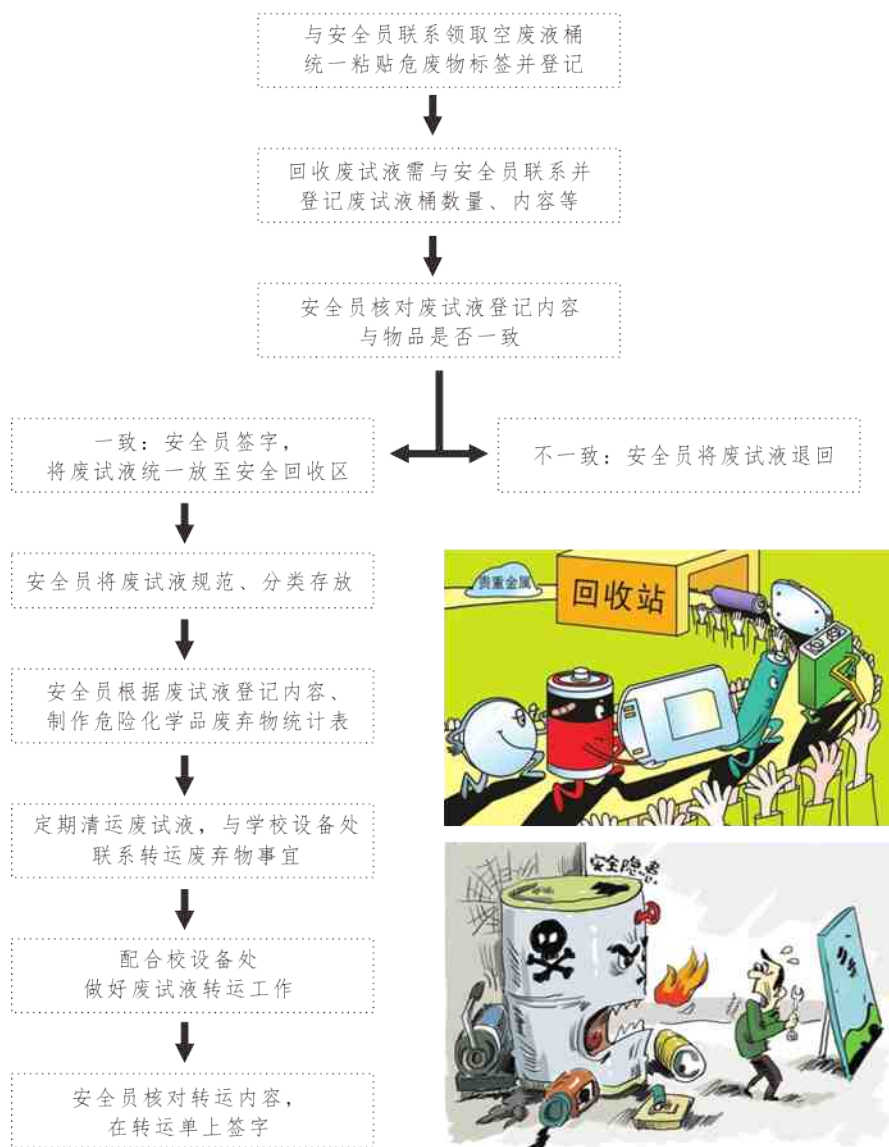 与安全员联系领取空废液桶
统一粘贴危废物标签并登记
回收废试液需与安全员联系并
登记废试液桶数量、内容等
安全员核对废试液登记内容
与物品是否一致
一致：安全员签字，
将废试液统一放至安全回收区
不一致：安全员将废试液退回
安全员将废试液规范、分类存放
安全员根据废试液登记内容、
制作危险化学品废弃物统计表
定期清运废试液，与学校设备处
联系转运废弃物事宜
配合校设备处
做好废试液转运工作
安全员核对转运内容，
在转运单上签字
贵重金属
回收站
安全隐患